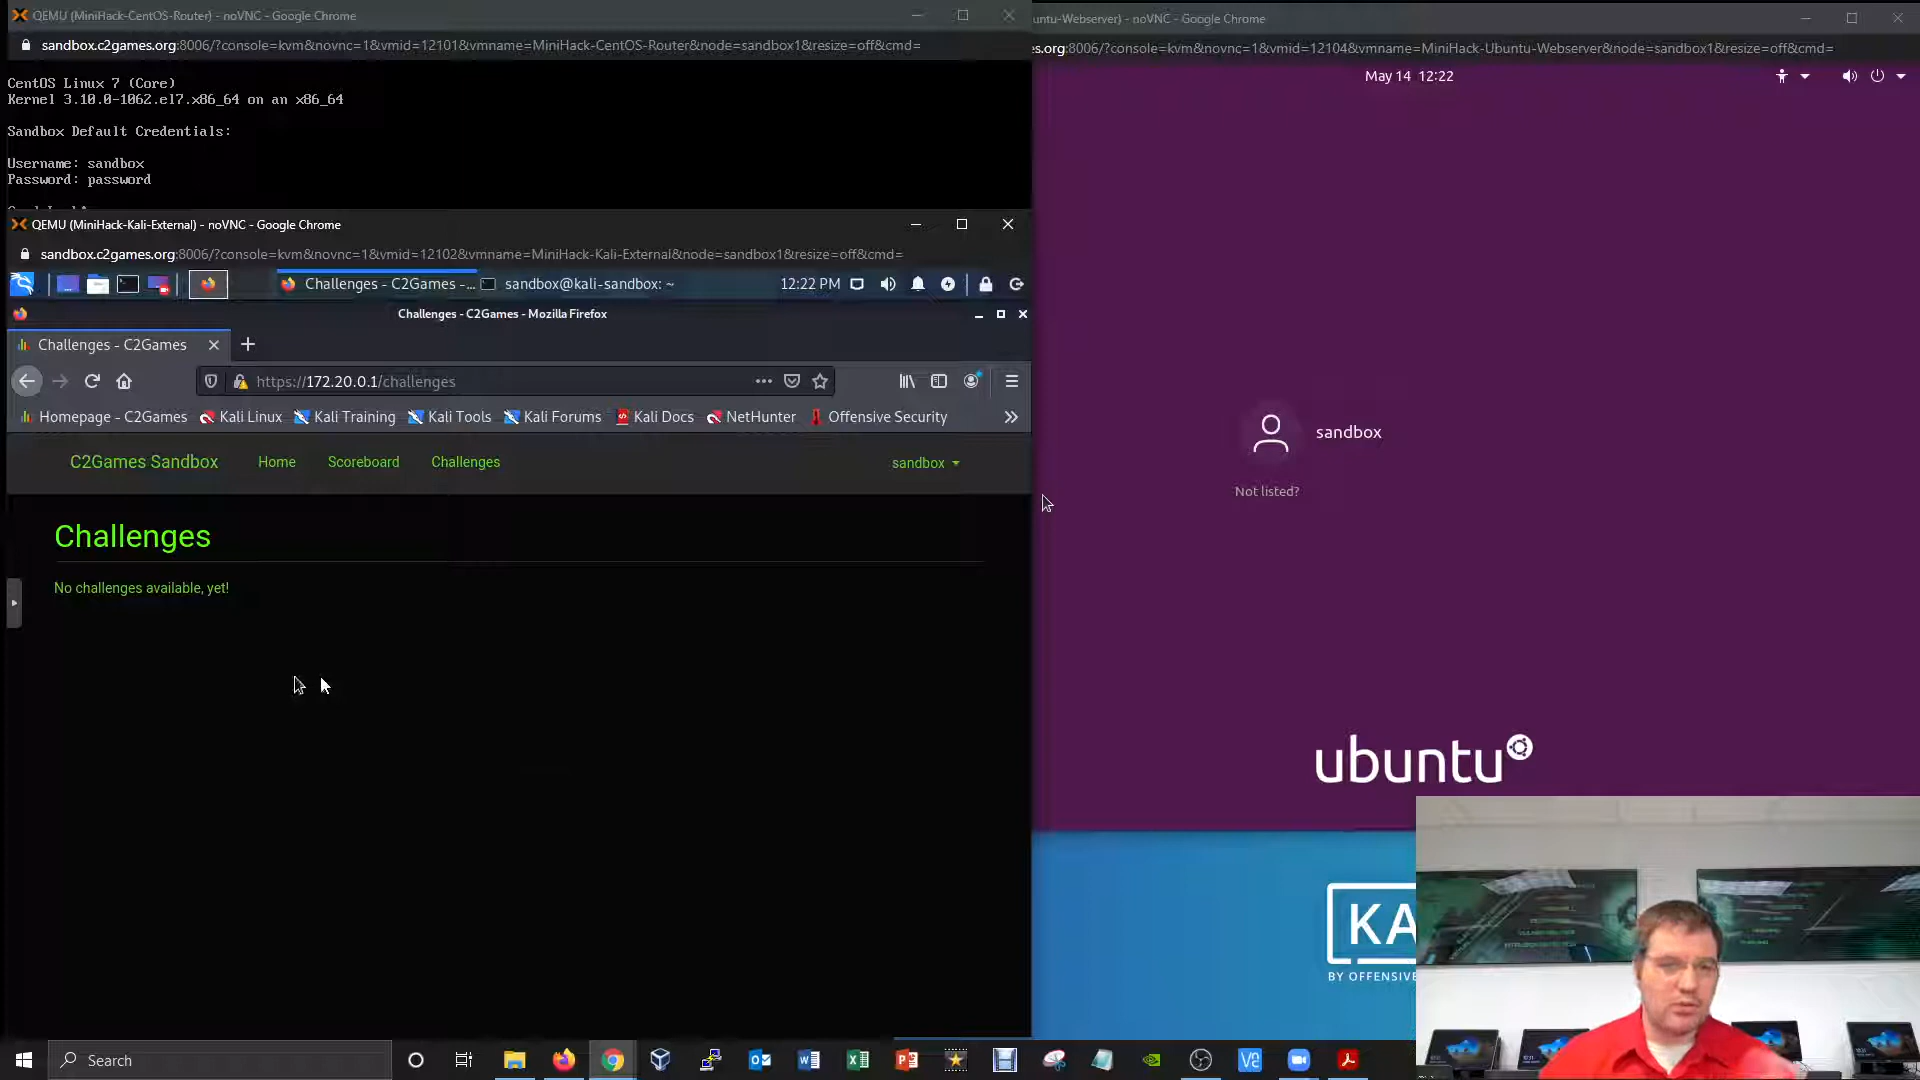 QEMU (MiniHack-CentOS-Router) - noVNC - Google Chrome
sandbox.c2games.org:8006/?console=kvm&novnc=1&vmid=12101&vmname=MiniHack-CentOS-Router&node=sandbox1&resize=off&cmd=
CentOS Linux 7 (Core)
Kernel 3.10.0-1062.el7.x86_64 on an x86_64
Sandbox Default Credentials:
Username: sandbox
Password: password
QEMU (MiniHack-Kali-External) - noVNC - Google Chrome
sandbox.c2games.org:8006/?console=kvm&novnc=1&vmid=12102&vmname=MiniHack-Kali-External&node=sandbox1&resize=off&cmd=
Challenges - C2Games -...
sandbox@kali-sandbox: ~
12:22 PM
Challenges - C2Games - Mozilla Firefox
Challenges - C2Games
https://172.20.0.1/challenges
Homepage - C2Games
Kali Linux
Kali Training
Kali Tools
Kali Forums
Kali Docs
NetHunter
Offensive Security
C2Games Sandbox
Home
Scoreboard
Challenges
sandbox
Challenges
No challenges available, yet!
untu-Webserver) - noVNC - Google Chrome
es.org:8006/?console=kvm&novnc=1&vmid=12104&vmname=MiniHack-Ubuntu-Webserver&node=sandbox1&resize=off&cmd=
May 14 12:22
sandbox
Not listed?
ubuntu
KA
BY OFFENSIVE
Search